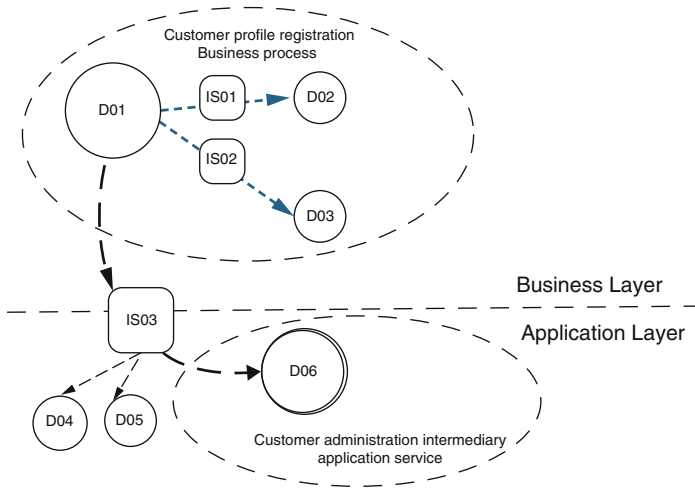 Customer profile registration
Business process
D01
IS01
D02
IS02
D03
Business Layer
IS03
Application Layer
D06
D04
D05
Customer administration intermediary
application service